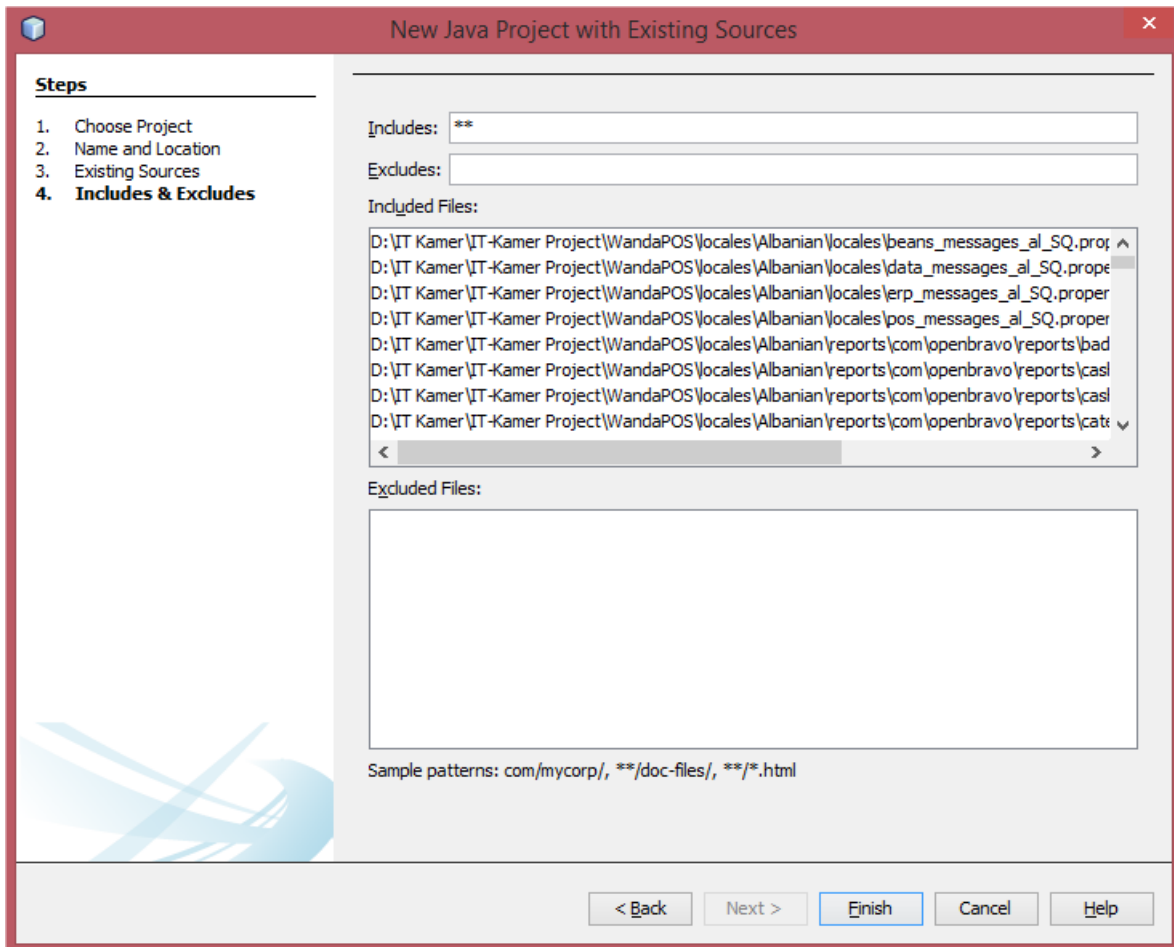 New Java Project with Existing Sources
Steps
1. Choose Project
2. Name and Location
3. Existing Sources
4. Includes & Excludes
Includes: **
Excludes:
Included Files:
D:\IT Kamer\IT-Kamer Project\WandaPOS\locales\Albanian\locales\beans_messages_al_SQ.prop
D:\IT Kamer\IT-Kamer Project\WandaPOS\locales\Albanian\locales\data_messages_al_SQ.prope
D:\IT Kamer\IT-Kamer Project\WandaPOS\locales\Albanian\locales\erp_messages_al_SQ.proper
D:\IT Kamer\IT-Kamer Project\WandaPOS\locales\Albanian\locales\pos_messages_al_SQ.proper
D:\IT Kamer\IT-Kamer Project\WandaPOS\locales\Albanian\reports\com\openbravo\reports\bad
D:\IT Kamer\IT-Kamer Project\WandaPOS\locales\Albanian\reports\com\openbravo\reports\cas
D:\IT Kamer\IT-Kamer Project\WandaPOS\locales\Albanian\reports\com\openbravo\reports\cas
D:\IT Kamer\IT-Kamer Project\WandaPOS\locales\Albanian\reports\com\openbravo\reports\cate
Excluded Files:
Sample patterns: com/mycorp/, **/doc-files/, **/*.html
< Back Next > Finish Cancel Help